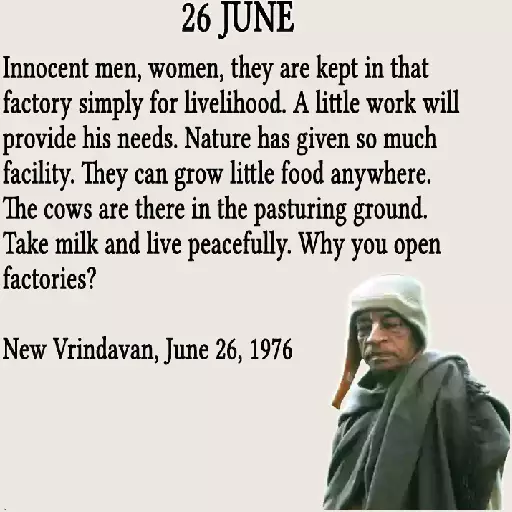 26 JUNE
Innocent men, women, they are kept in that
factory simply for livelihood. A little work will
provide his needs. Nature has given so much
facility. They can grow little food anywhere.
The cows are there in the pasturing ground.
Take milk and live peacefully. Why you open
factories?
New Vrindavan, June 26, 1976